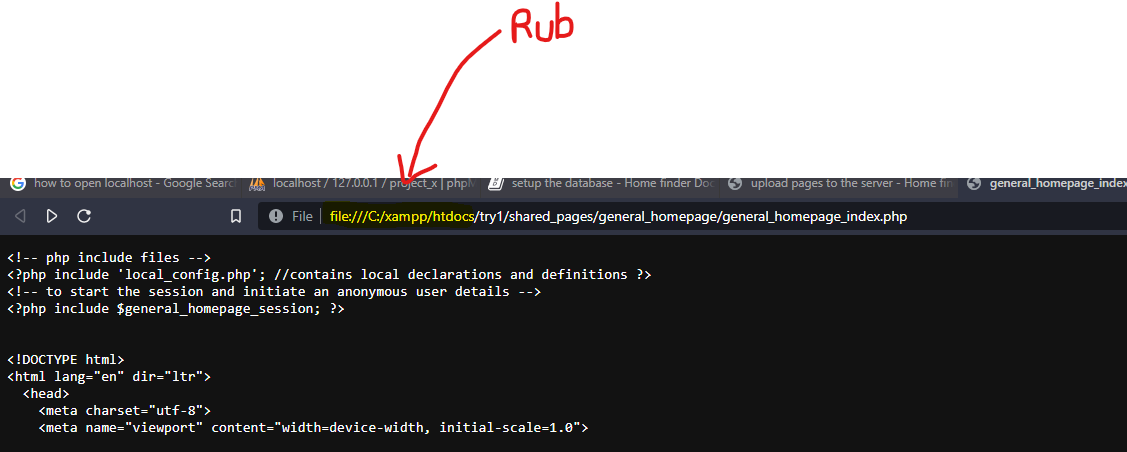 Rub
how to open localhost - Google Searc
localhost / 127.0.0.1 / project_x | phpM
setup the database - Home finder Doc
upload pages to the server - Home fin
general_homepage_index
File
file:///C:/xampp/htdocs/try1/shared_pages/general_homepage/general_homepage_index.php
<!-- php include files -->
<?php include 'local_config.php'; //contains local declarations and definitions ?>
<!-- to start the session and initiate an anonymous user details -->
<?php include $general_homepage_session; ?>
<!DOCTYPE html>
<html lang="en" dir="ltr">
<head>
<meta charset="utf-8">
<meta name="viewport" content="width=device-width, initial-scale=1.0">